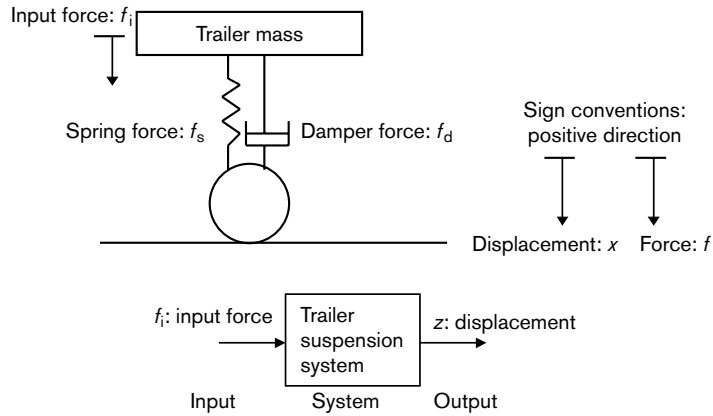 Input force: fi
Trailer mass
Spring force: fs
Damper force: fd
Sign conventions:
positive direction
Displacement: x Force: f
fi: input force
Trailer
suspension
system
z: displacement
Input System Output